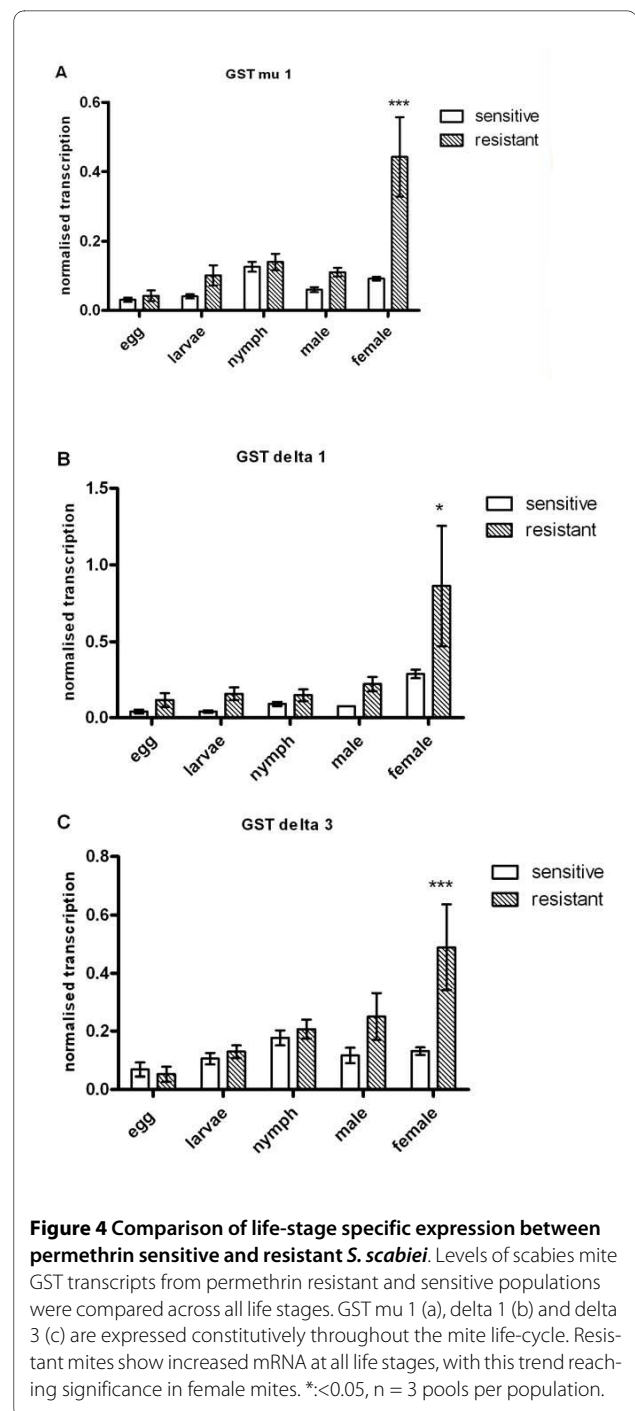 A
GST mu 1
***
sensitive
resistant
normalised transcription
0.6
0.4
0.2
0.0
egg
larvae
nymph
male
female
B
GST delta 1
*
sensitive
resistant
normalised transcription
1.5
1.0
0.5
0.0
egg
larvae
nymph
male
female
C
GST delta 3
***
sensitive
resistant
normalised transcription
0.8
0.6
0.4
0.2
0.0
egg
larvae
nymph
male
female
Figure 4 Comparison of life-stage specific expression between
permethrin sensitive and resistant S. scabiei. Levels of scabies mite
GST transcripts from permethrin resistant and sensitive populations
were compared across all life stages. GST mu 1 (a), delta 1 (b) and delta
3 (c) are expressed constitutively throughout the mite life-cycle. Resis-
tant mites show increased mRNA at all life stages, with this trend reach-
ing significance in female mites. *:<0.05, n = 3 pools per population.